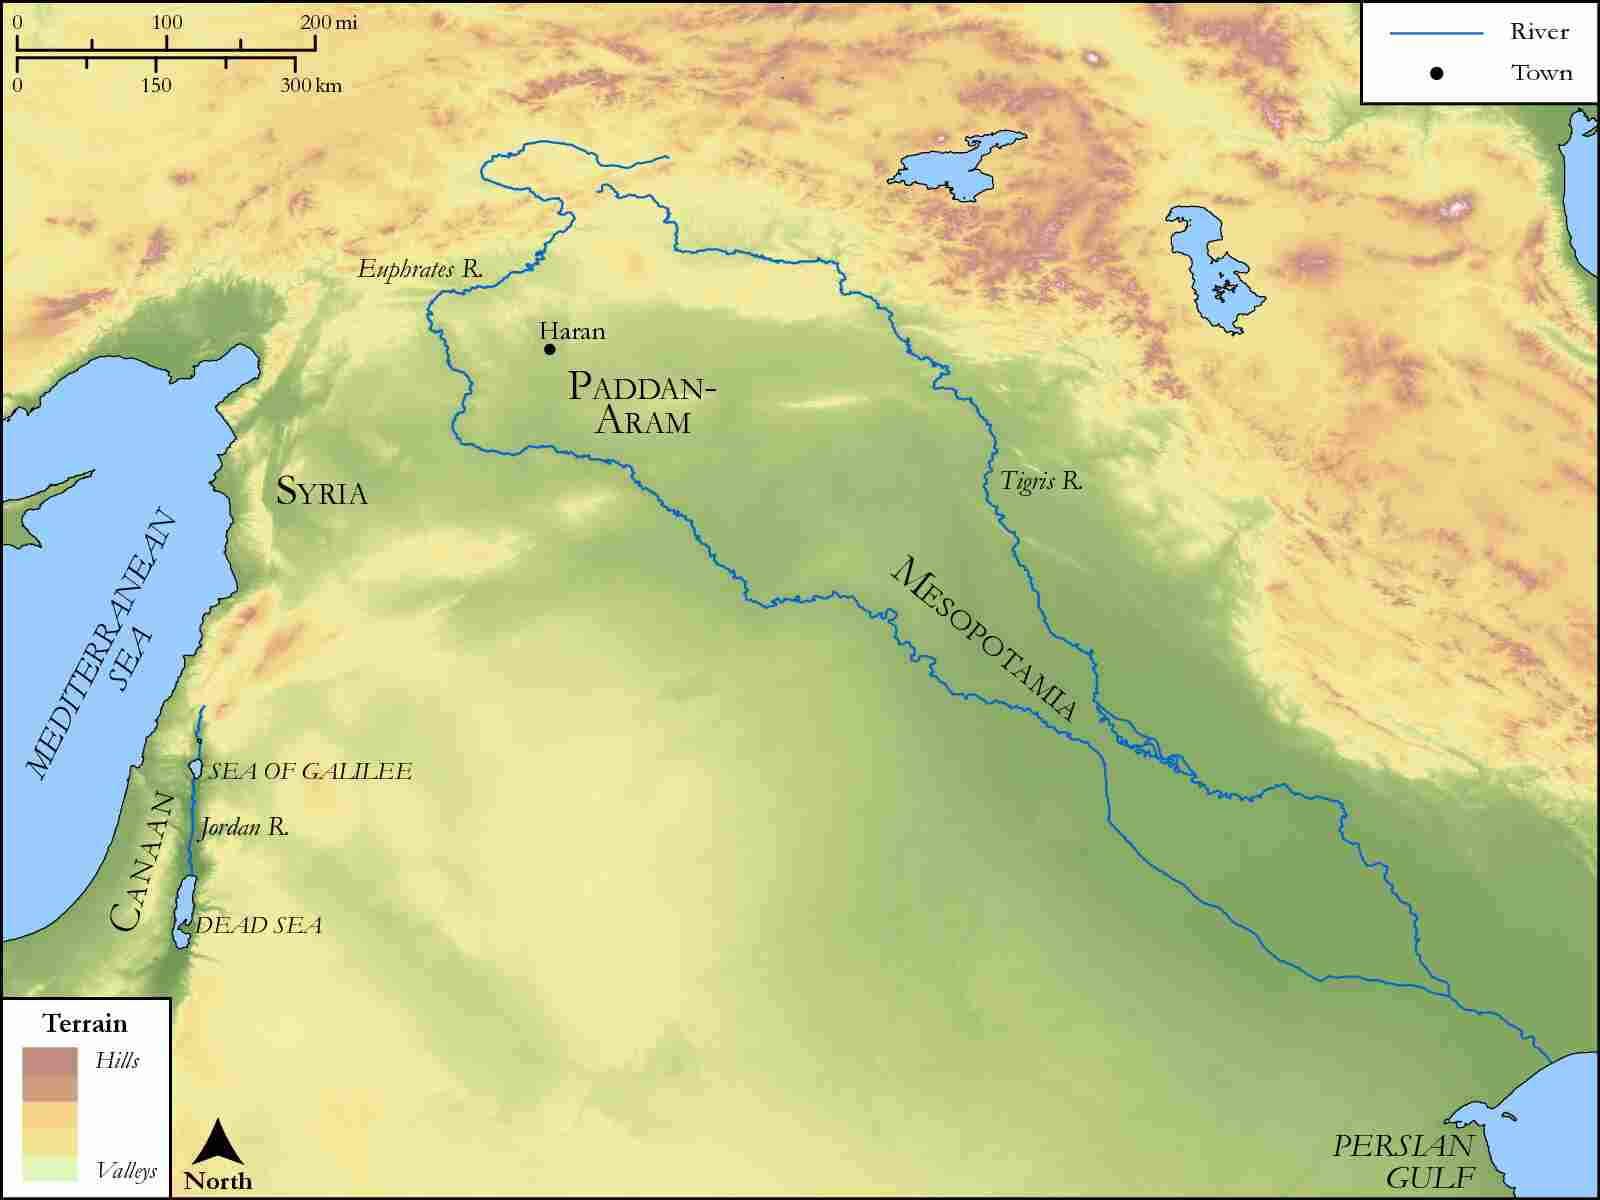 0 100 200 mi
0 150 300 km
River
Town
Euphrates R.
Haran
PADDAN-
ARAM
SYRIA
Tigris R.
MESOPOTAMIA
MEDITERRANEAN
SEA
SEA OF GALILEE
Jordan R.
CANAAN
DEAD SEA
Terrain
Hills
Valleys
North
PERSIAN
GULF